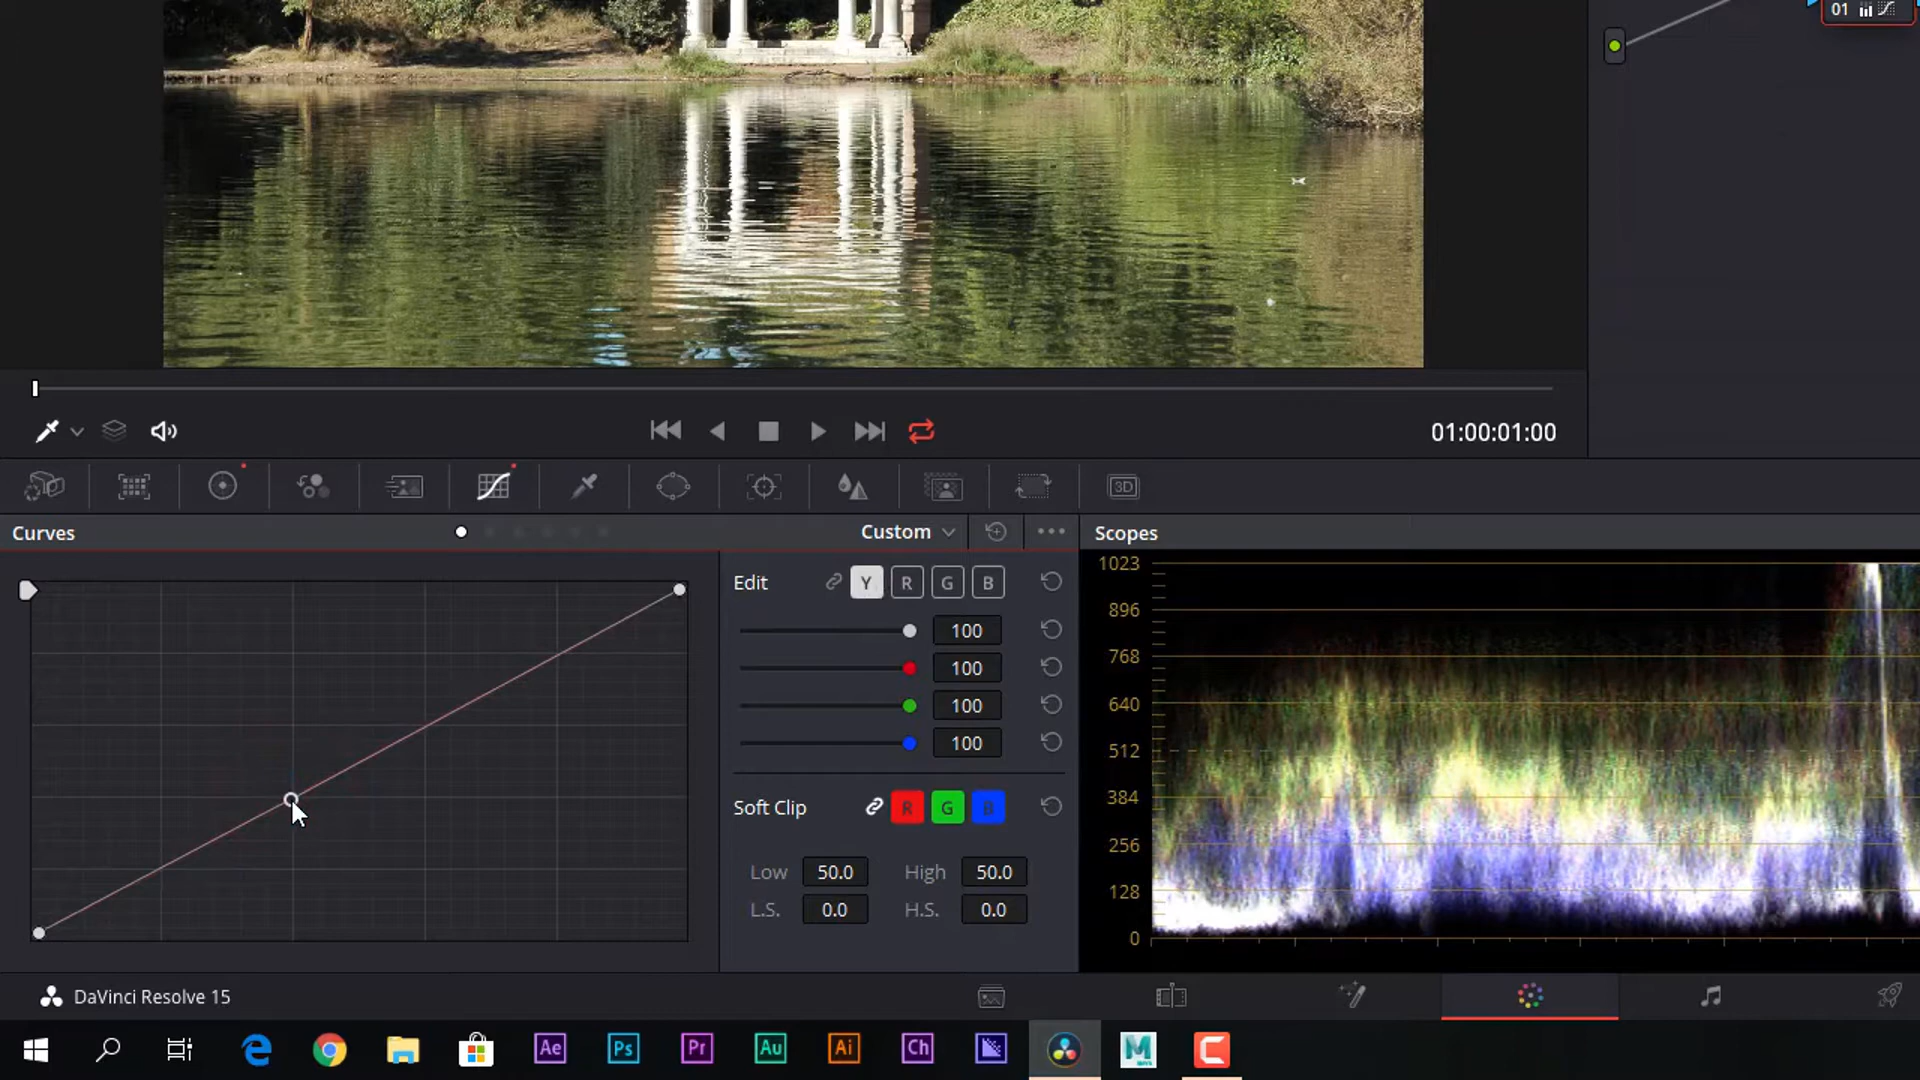 01
01:00:01:00
3D
Curves
Custom
Scopes
Edit Y R G B
100
100
100
100
Soft Clip R G B
Low 50.0 High 50.0
L.S. 0.0 H.S. 0.0
1023
896
768
640
512
384
256
128
0
DaVinci Resolve 15
Ae Ps Pr Au Ai Ch M